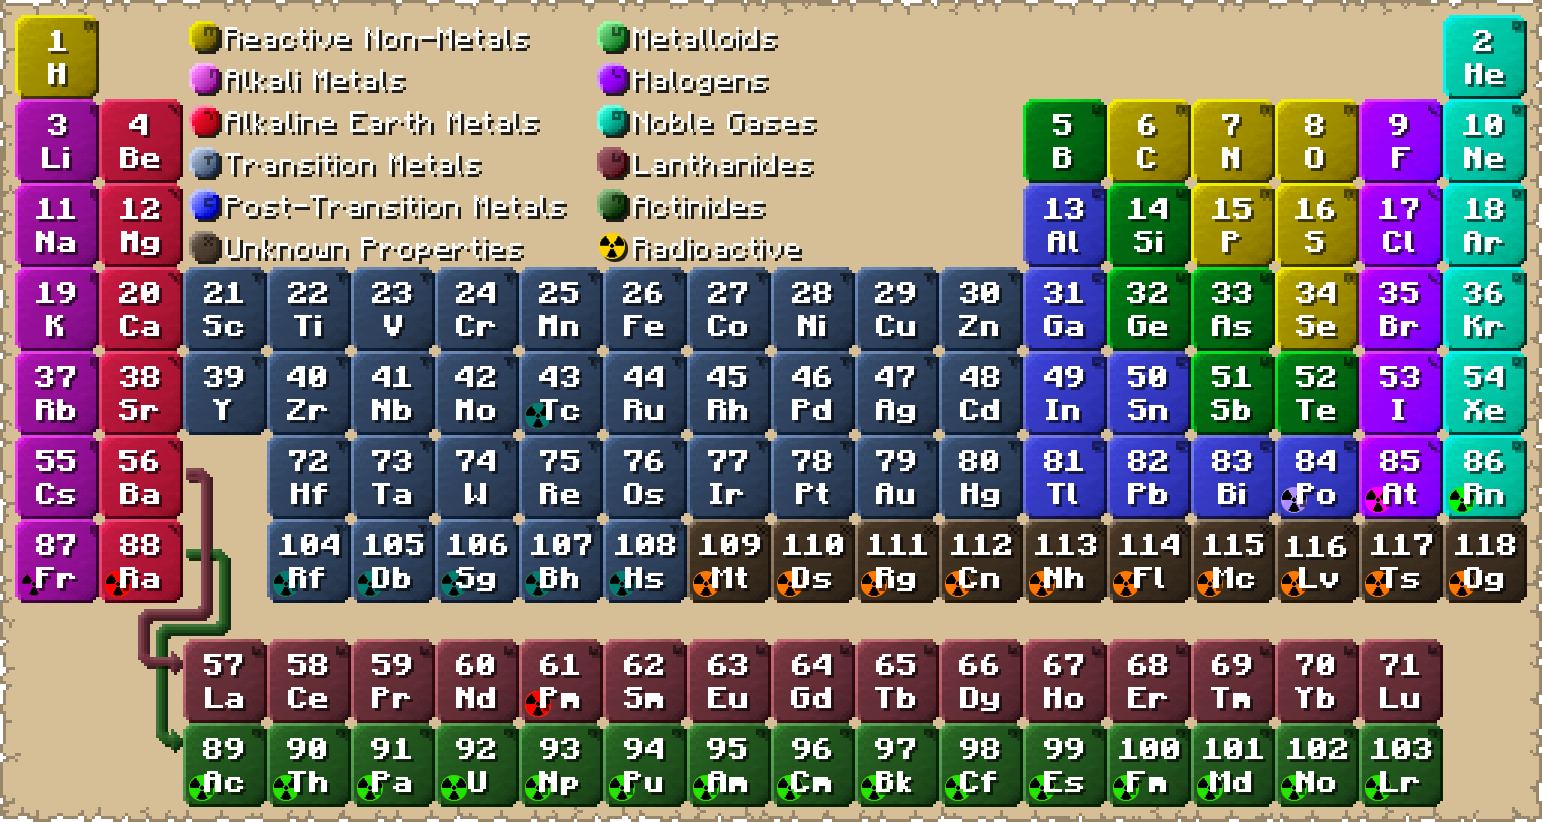 1 Reactive Non-Metals Metalloids 2
H He
Alkali Metals Halogens
3 4 Alkaline Earth Metals Noble Gases 5 6 7 8 9 10
Li Be Transition Metals Lanthanides B C N O F Ne
11 12 Post-Transition Metals Actinides 13 14 15 16 17 18
Na Mg Unknown Properties Radioactive Al Si P S Cl Ar
19 20 21 22 23 24 25 26 27 28 29 30 31 32 33 34 35 36
K Ca Sc Ti V Cr Mn Fe Co Ni Cu Zn Ga Ge As Se Br Kr
37 38 39 40 41 42 43 44 45 46 47 48 49 50 51 52 53 54
Rb Sr Y Zr Nb Mo Tc Ru Rh Pd Ag Cd In Sn Sb Te I Xe
55 56 72 73 74 75 76 77 78 79 80 81 82 83 84 85 86
Cs Ba Hf Ta W Re Os Ir Pt Au Hg Tl Pb Bi Po At Rn
87 88 104 105 106 107 108 109 110 111 112 113 114 115 116 117 118
Fr Ra Rf Db Sg Bh Hs Mt Ds Rg Cn Nh Fl Mc Lv Ts Og
57 58 59 60 61 62 63 64 65 66 67 68 69 70 71
La Ce Pr Nd Pm Sm Eu Gd Tb Dy Ho Er Tm Yb Lu
89 90 91 92 93 94 95 96 97 98 99 100 101 102 103
Ac Th Pa U Np Pu Am Cm Bk Cf Es Fm Md No Lr